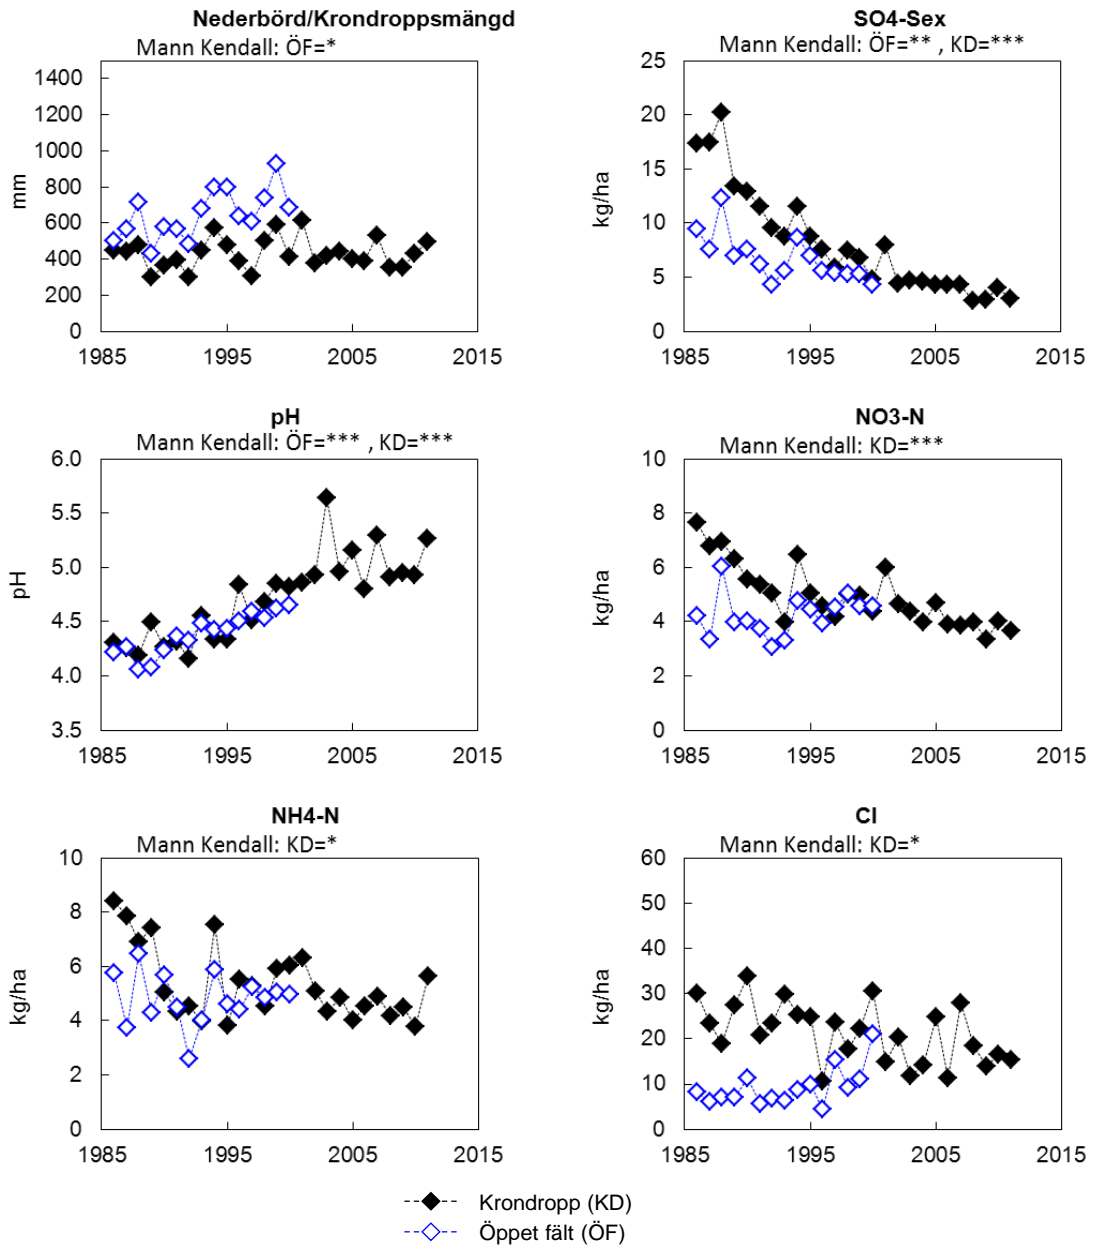 Nederbörd/Krondroppsmängd
Mann Kendall: ÖF=*
mm
1400
1200
1000
800
600
400
200
0
1985 1995 2005 2015
SO4-Sex
Mann Kendall: ÖF=** , KD=***
kg/ha
25
20
15
10
5
0
1985 1995 2005 2015
pH
Mann Kendall: ÖF=*** , KD=***
pH
6.0
5.5
5.0
4.5
4.0
3.5
1985 1995 2005 2015
NO3-N
Mann Kendall: KD=***
kg/ha
10
8
6
4
2
0
1985 1995 2005 2015
NH4-N
Mann Kendall: KD=*
kg/ha
10
8
6
4
2
0
1985 1995 2005 2015
Cl
Mann Kendall: KD=*
kg/ha
60
50
40
30
20
10
0
1985 1995 2005 2015
Krondropp (KD)
Öppet fält (ÖF)